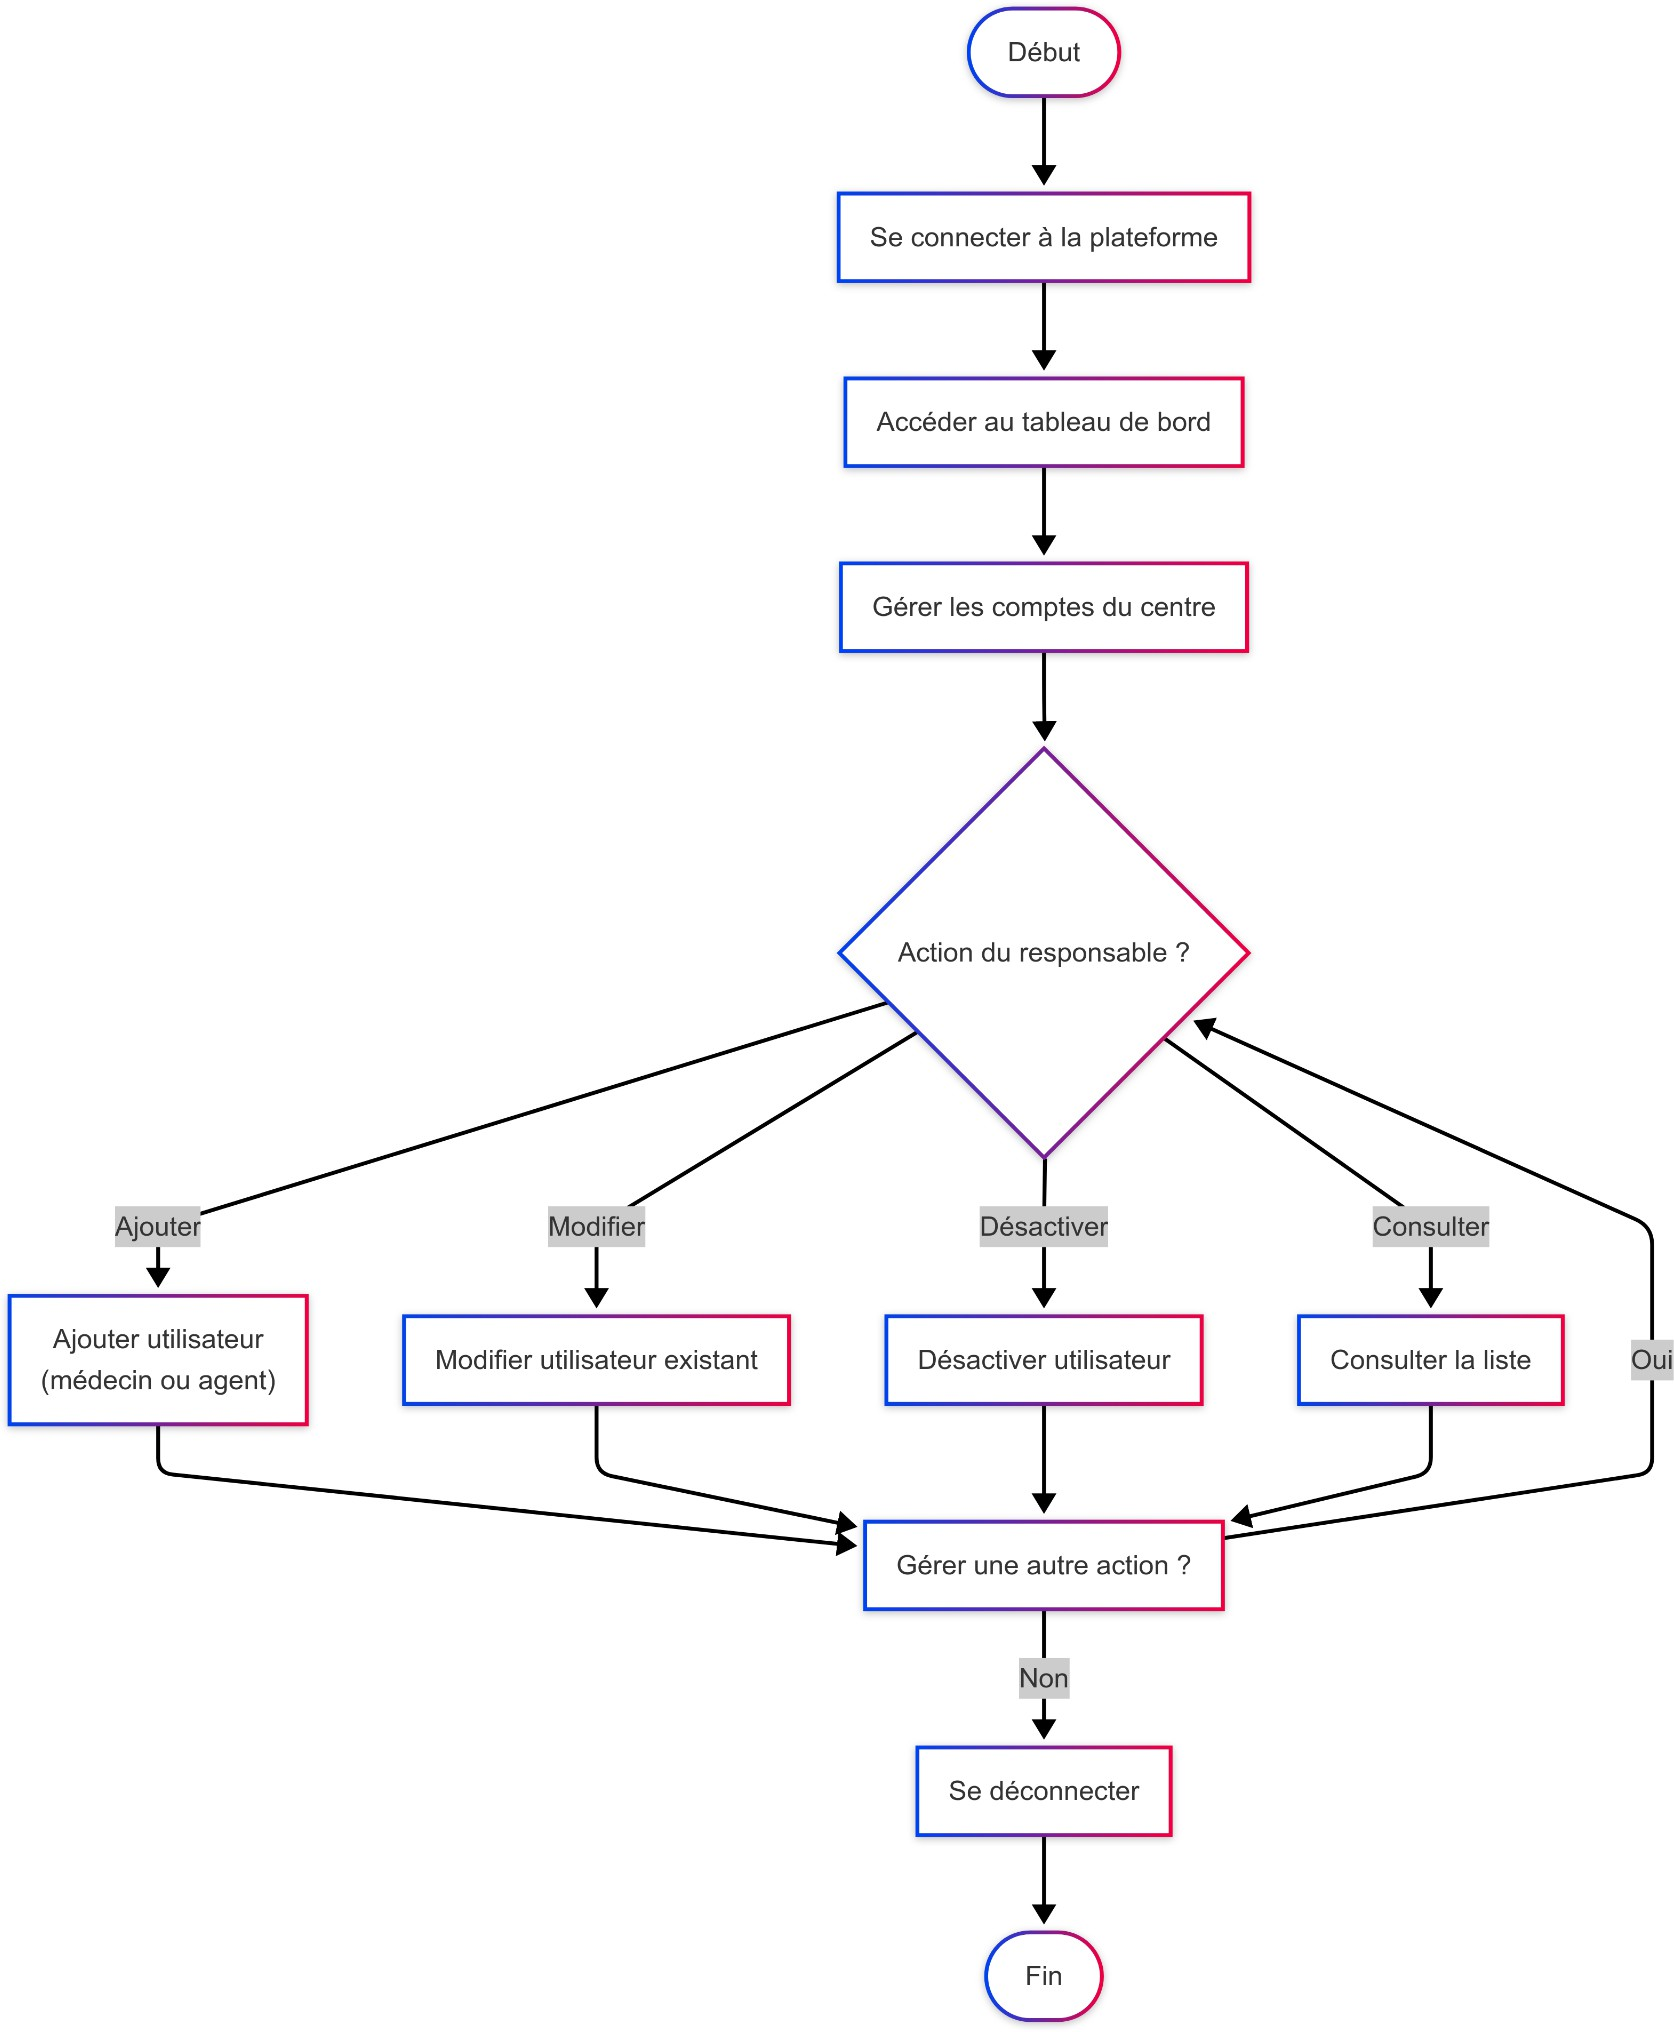 Début
Se connecter à la plateforme
Accéder au tableau de bord
Gérer les comptes du centre
Action du responsable ?
Ajouter
Modifier
Désactiver
Consulter
Ajouter utilisateur
(médecin ou agent)
Modifier utilisateur existant
Désactiver utilisateur
Consulter la liste
Oui
Gérer une autre action ?
Non
Se déconnecter
Fin